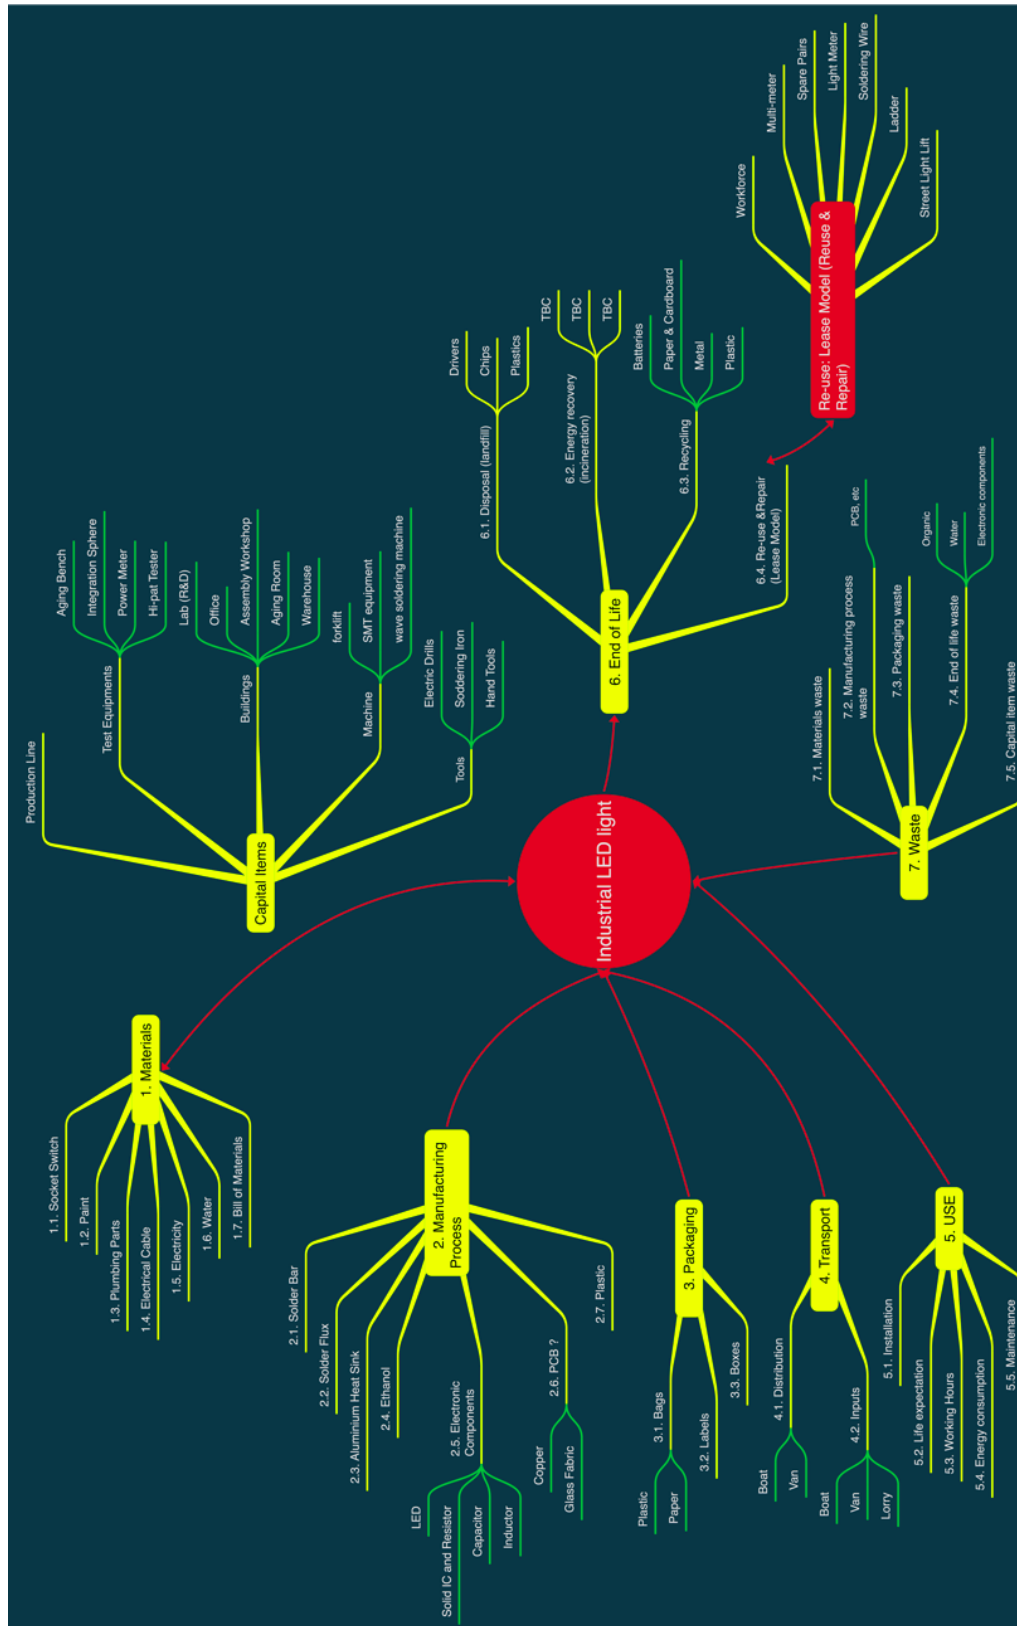 Industrial LED light
1. Materials
1.1. Socket Switch
1.2. Paint
1.3. Plumbing Parts
1.4. Electrical Cable
1.5. Electricity
1.6. Water
1.7. Bill of Materials
2. Manufacturing
Process
2.1. Solder Bar
2.2. Solder Flux
2.3. Aluminium Heat Sink
2.4. Ethanol
2.5. Electronic
Components
LED
Solid IC and Resistor
Capacitor
Inductor
2.6. PCB ?
Copper
Glass Fabric
2.7. Plastic
3. Packaging
3.1. Bags
Plastic
Paper
3.2. Labels
3.3. Boxes
4. Transport
4.1. Distribution
Boat
Van
4.2. Inputs
Boat
Van
Lorry
5. USE
5.1. Installation
5.2. Life expectation
5.3. Working Hours
5.4. Energy consumption
5.5. Maintenance
Capital Items
Production Line
Test Equipments
Aging Bench
Integration Sphere
Power Meter
Hi-pat Tester
Buildings
Lab (R&D)
Office
Assembly Workshop
Aging Room
Warehouse
Machine
forklift
SMT equipment
wave soldering machine
Tools
Electric Drills
Soddering Iron
Hand Tools
6. End of Life
6.1. Disposal (landfill)
Drivers
Chips
Plastics
6.2. Energy recovery
(incineration)
TBC
TBC
TBC
6.3. Recycling
Batteries
Paper & Cardboard
Metal
Plastic
6.4. Re-use &Repair
(Lease Model)
Re-use: Lease Model (Reuse &
Repair)
Workforce
Multi-meter
Spare Pairs
Light Meter
Soldering Wire
Ladder
Street Light Lift
7. Waste
7.1. Materials waste
7.2. Manufacturing process
waste
PCB, etc
7.3. Packaging waste
7.4. End of life waste
Organic
Water
Electronic components
7.5. Capital item waste